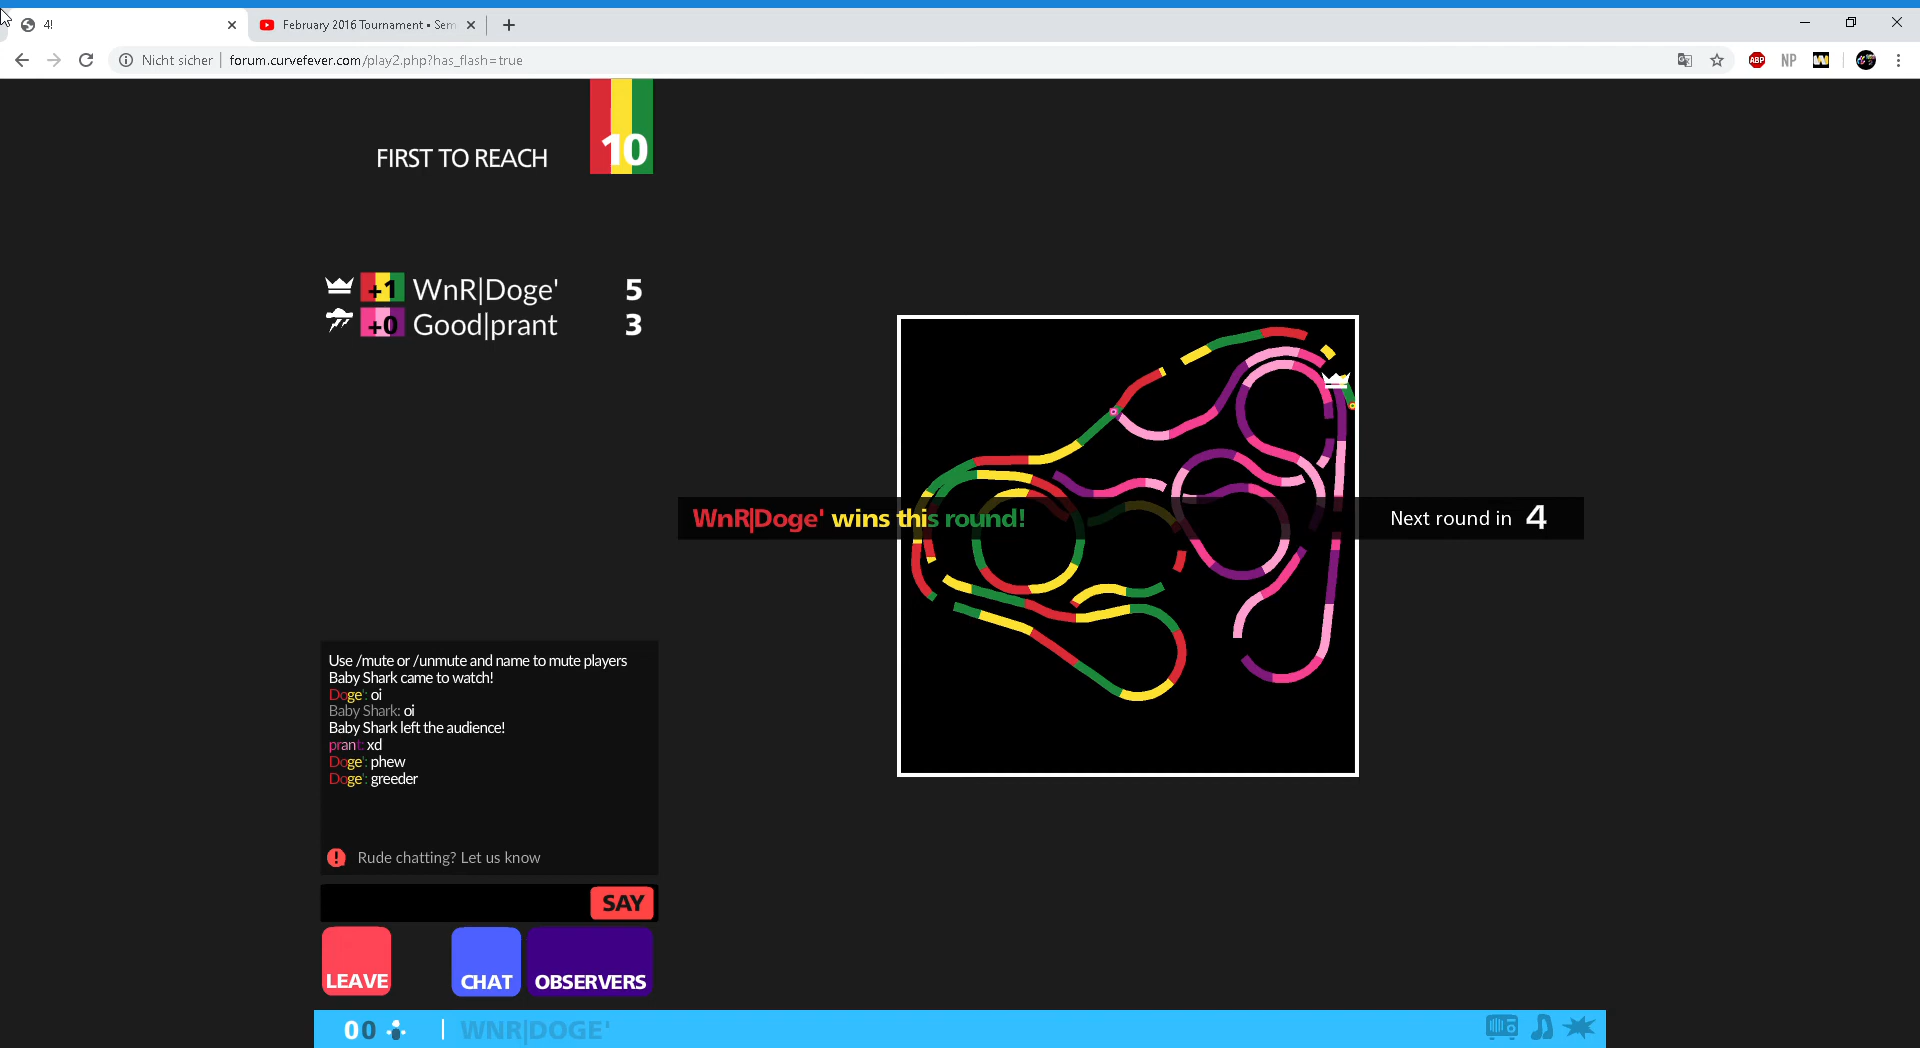 4!
February 2016 Tournament • Sem
Nicht sicher
forum.curvefever.com/play2.php?has_flash=true
ABP
NP
W
FIRST TO REACH
10
+1 WnR|Doge' 5
+0 Good|prant 3
WnR|Doge' wins this round!
Next round in 4
Use /mute or /unmute and name to mute players
Baby Shark came to watch!
Doge': oi
Baby Shark: oi
Baby Shark left the audience!
prant: xd
Doge': phew
Doge': greeder
Rude chatting? Let us know
SAY
LEAVE
CHAT
OBSERVERS
00
WNR|DOGE'